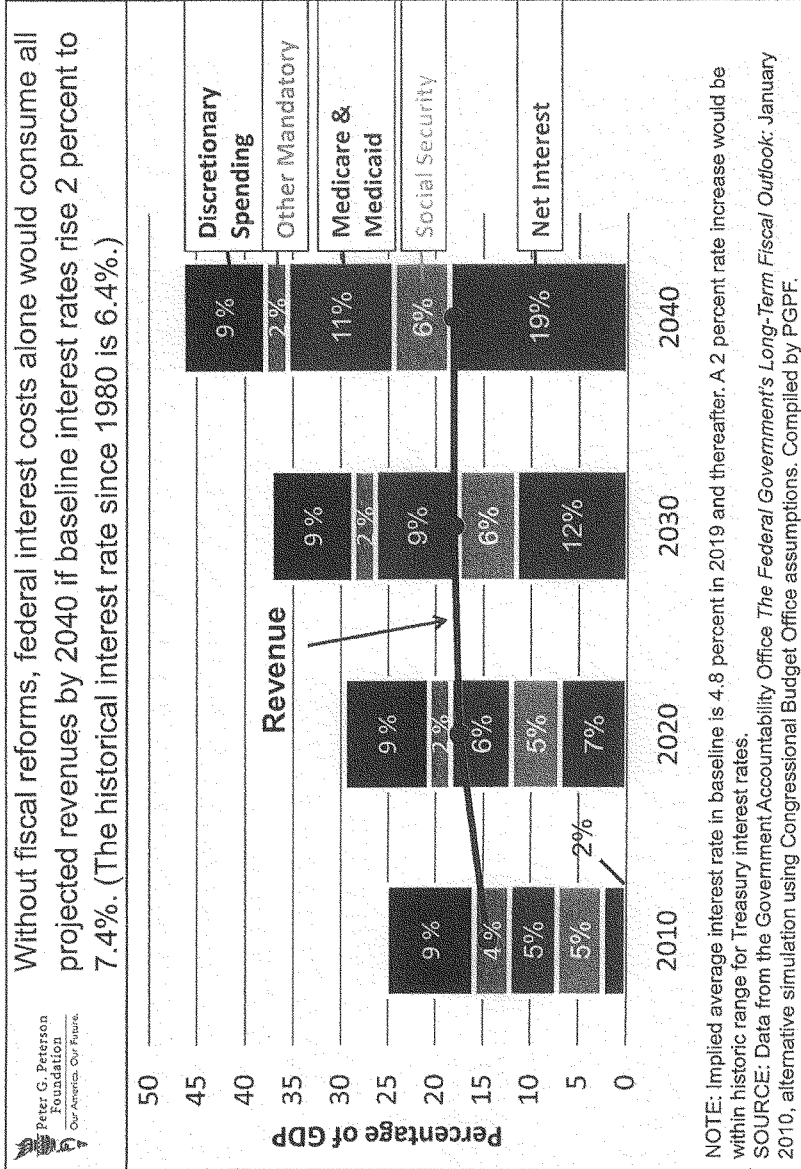 Peter G. Peterson
Foundation
Our America. Our Future.
Without fiscal reforms, federal interest costs alone would consume all
projected revenues by 2040 if baseline interest rates rise 2 percent to
7.4%. (The historical interest rate since 1980 is 6.4%.)
Percentage of GDP
50
45
40
35
30
25
20
15
10
5
0
Revenue
9 %
4 %
5%
5%
2%
9 %
2 %
6%
5%
7%
9 %
2 %
9%
6%
12%
9 %
2 %
11%
6%
19%
Discretionary
Spending
Other Mandatory
Medicare &
Medicaid
Social Security
Net Interest
2010
2020
2030
2040
NOTE: Implied average interest rate in baseline is 4.8 percent in 2019 and thereafter. A 2 percent rate increase would be
within historic range for Treasury interest rates.
SOURCE: Data from the Government Accountability Office The Federal Government's Long-Term Fiscal Outlook: January
2010, alternative simulation using Congressional Budget Office assumptions. Compiled by PGPF.